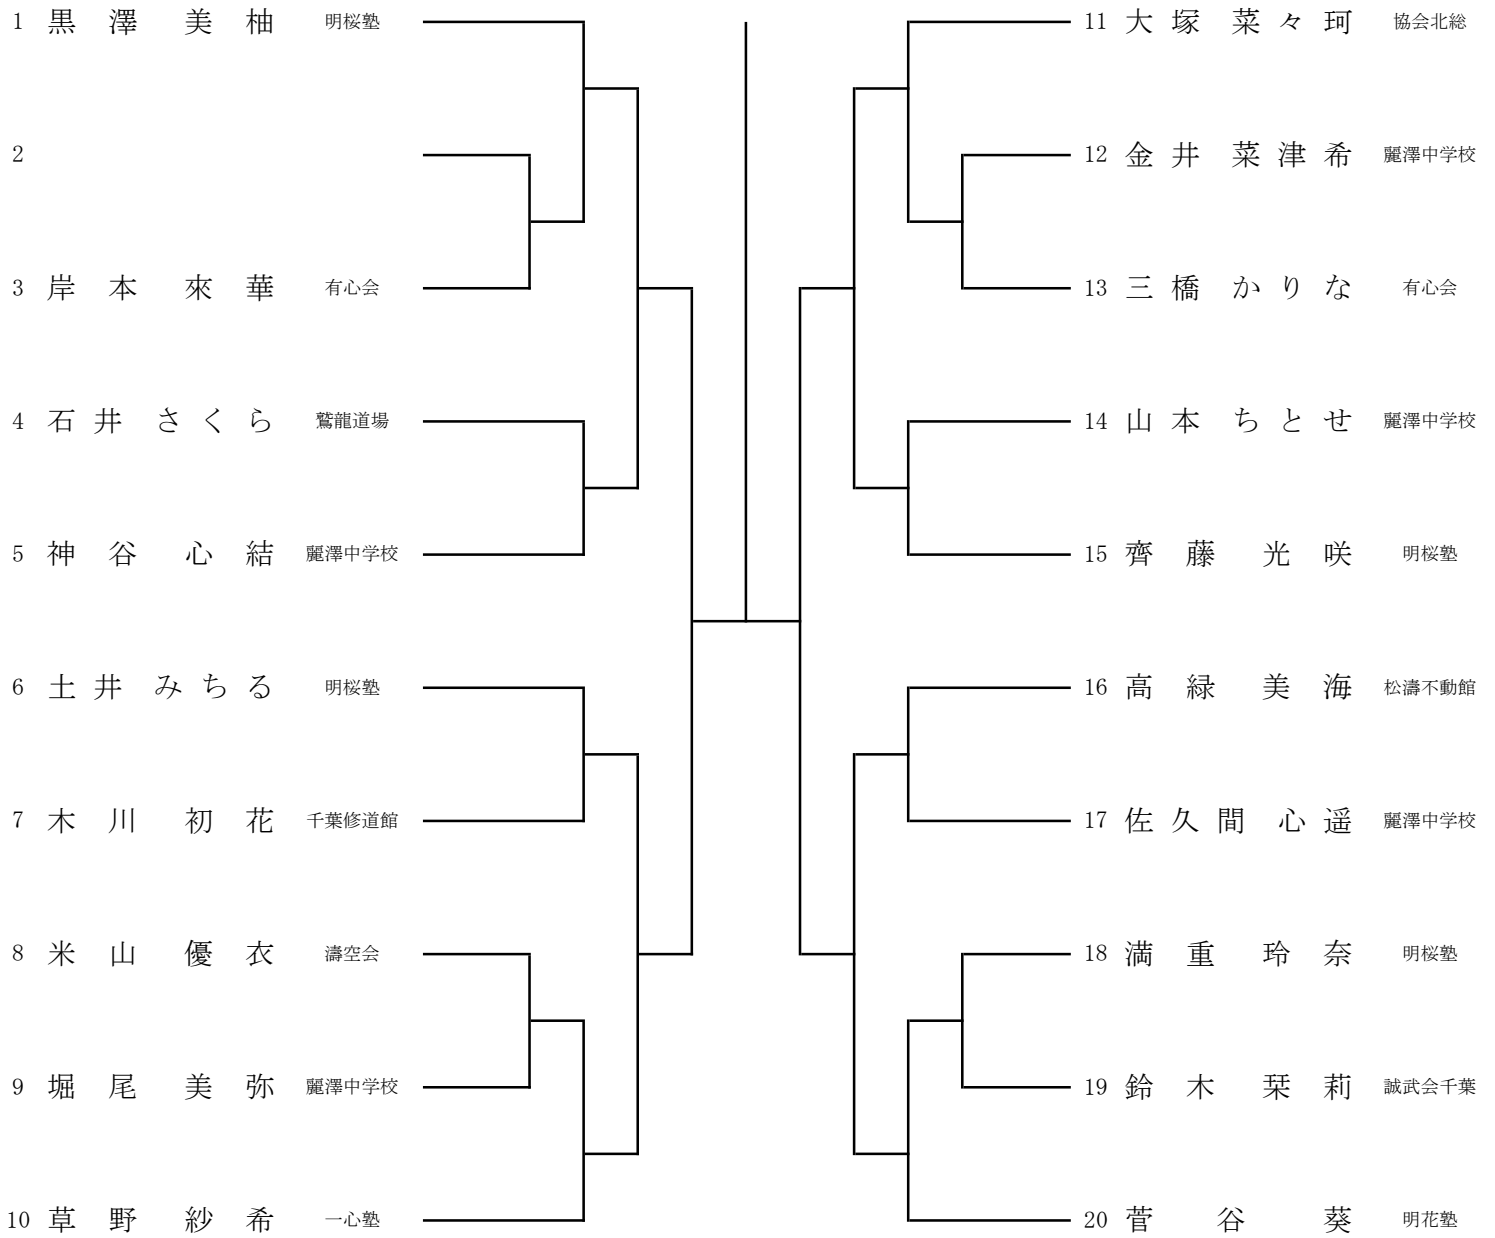 1 黒澤 美柚 明桜塾
2
3 岸本 來華 有心会
4 石井 さくら 鷲龍道場
5 神谷 心結 麗澤中学校
6 土井 みちる 明桜塾
7 木川 初花 千葉修道館
8 米山 優衣 濤空会
9 堀尾 美弥 麗澤中学校
10 草野 紗希 一心塾
11 大塚 菜々珂 協会北総
12 金井 菜津希 麗澤中学校
13 三橋 かりな 有心会
14 山本 ちとせ 麗澤中学校
15 齊藤 光咲 明桜塾
16 高緑 美海 松濤不動館
17 佐久間 心遥 麗澤中学校
18 満重 玲奈 明桜塾
19 鈴木 栞莉 誠武会千葉
20 菅谷 葵 明花塾